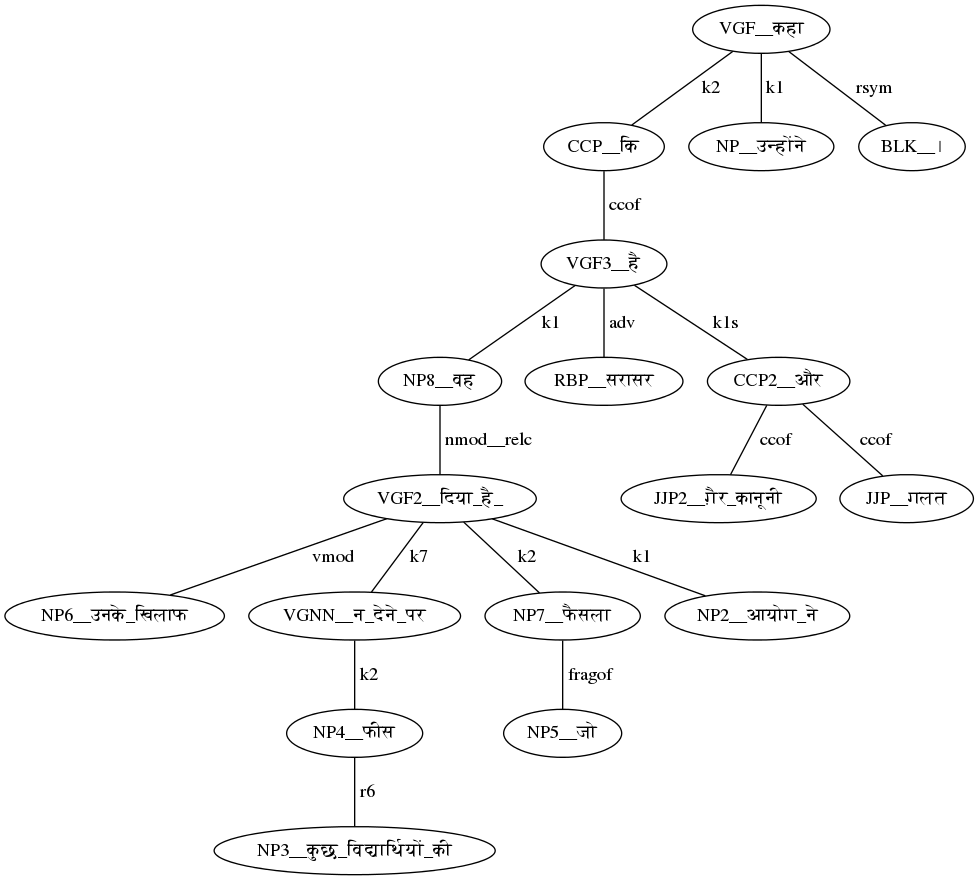 VGF__कहा
k2 k1 rsym
CCP__कि NP__उन्होंने BLK__।
ccof
VGF3__है
k1 adv k1s
NP8__वह RBP__सरासर CCP2__और
nmod__relc ccof ccof
VGF2__दिया_है_ JJP2__ग़ैर_कानूनी JJP__गलत
vmod k7 k2 k1
NP6__उनके_खिलाफ VGNN__न_देने_पर NP7__फैसला NP2__आयोग_ने
k2 fragof
NP4__फीस NP5__जो
r6
NP3__कुछ_विद्यार्थियों_की